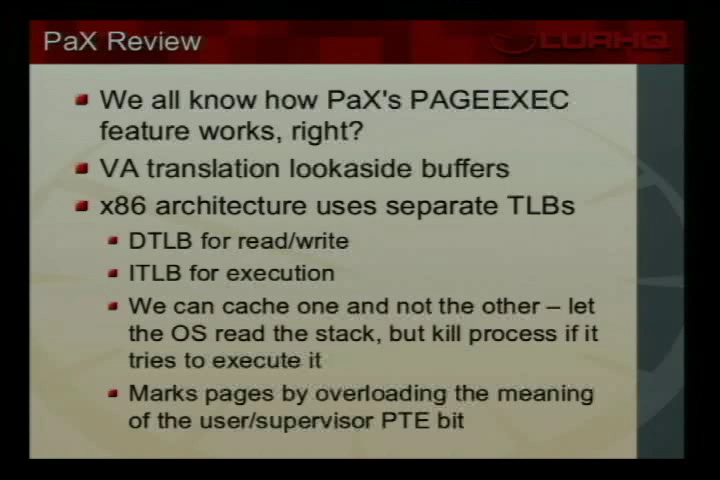 PaX Review
LURHQ
We all know how PaX's PAGEEXEC
feature works, right?
VA translation lookaside buffers
x86 architecture uses separate TLBs
DTLB for read/write
ITLB for execution
We can cache one and not the other – let
the OS read the stack, but kill process if it
tries to execute it
Marks pages by overloading the meaning
of the user/supervisor PTE bit